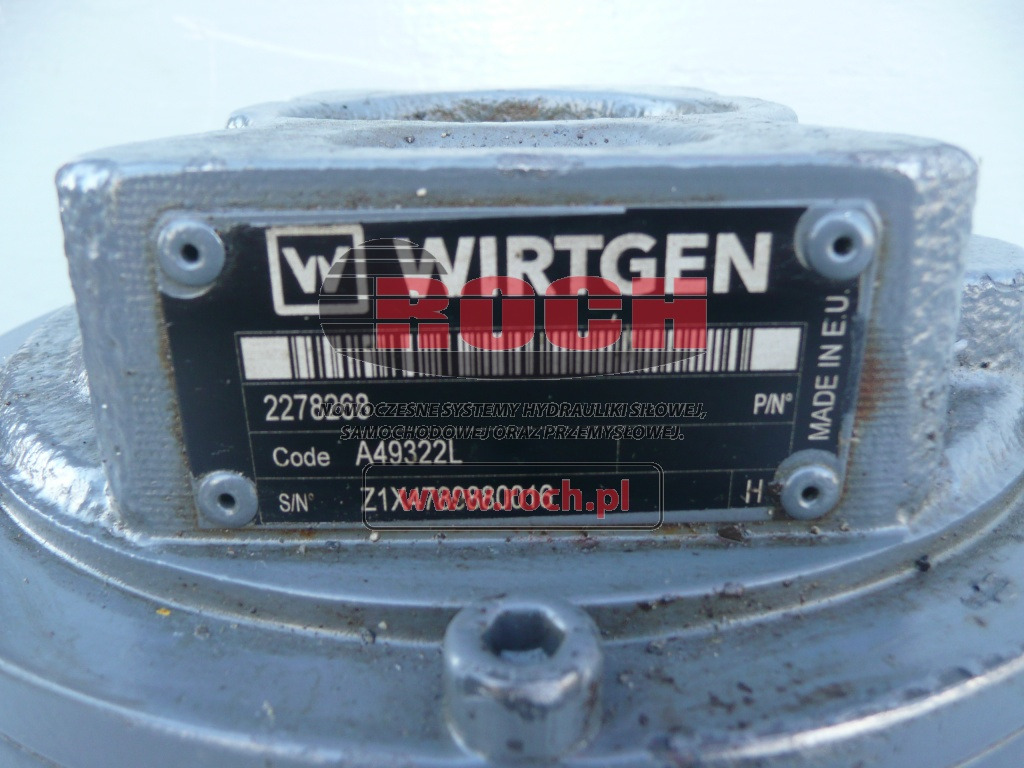 W WIRTGEN
ROCH
2278268 P/N°
NOWOCZESNE SYSTEMY HYDRAULIKI SIŁOWEJ,
SAMOCHODOWEJ ORAZ PRZEMYSŁOWEJ.
Code A49322L
www.roch.pl
S/N° H
MADE IN E.U.